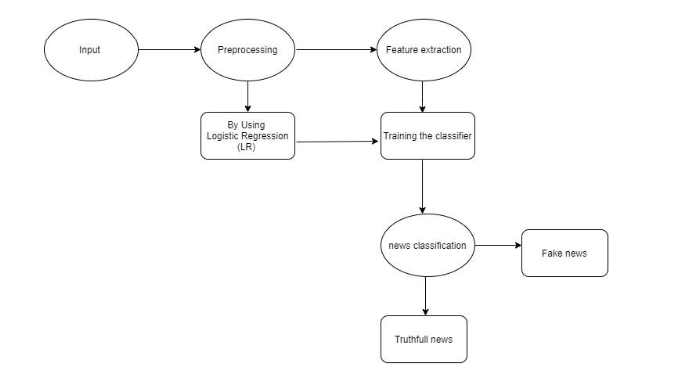 Input
Preprocessing
Feature extraction
By Using
Logistic Regression
(LR)
Training the classifier
news classification
Fake news
Truthfull news